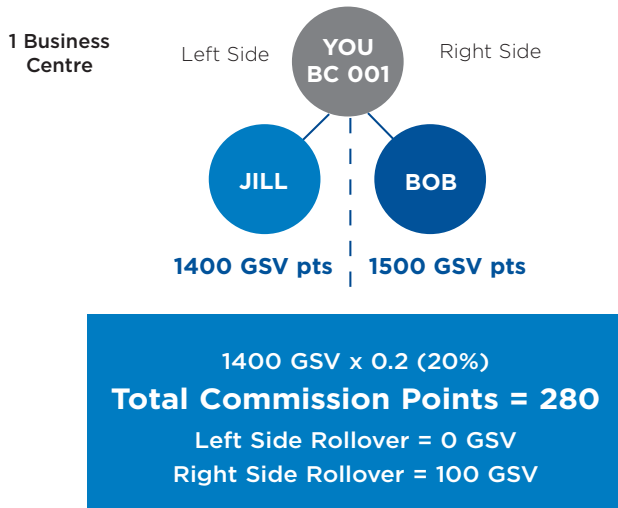 1 Business
Centre
Left Side
YOU
BC 001
Right Side
JILL
BOB
1400 GSV pts
1500 GSV pts
1400 GSV x 0.2 (20%)
Total Commission Points = 280
Left Side Rollover = 0 GSV
Right Side Rollover = 100 GSV